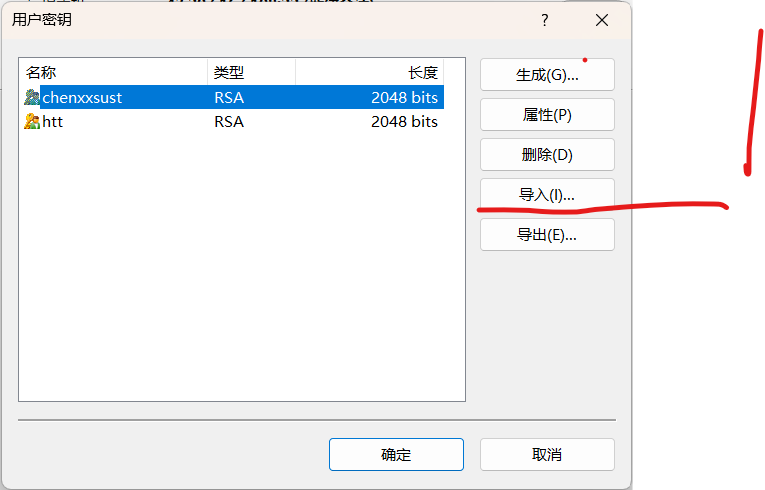 用户密钥
?
名称 类型 长度
chenxxsust RSA 2048 bits
htt RSA 2048 bits
生成(G)...
属性(P)
删除(D)
导入(I)...
导出(E)...
确定 取消